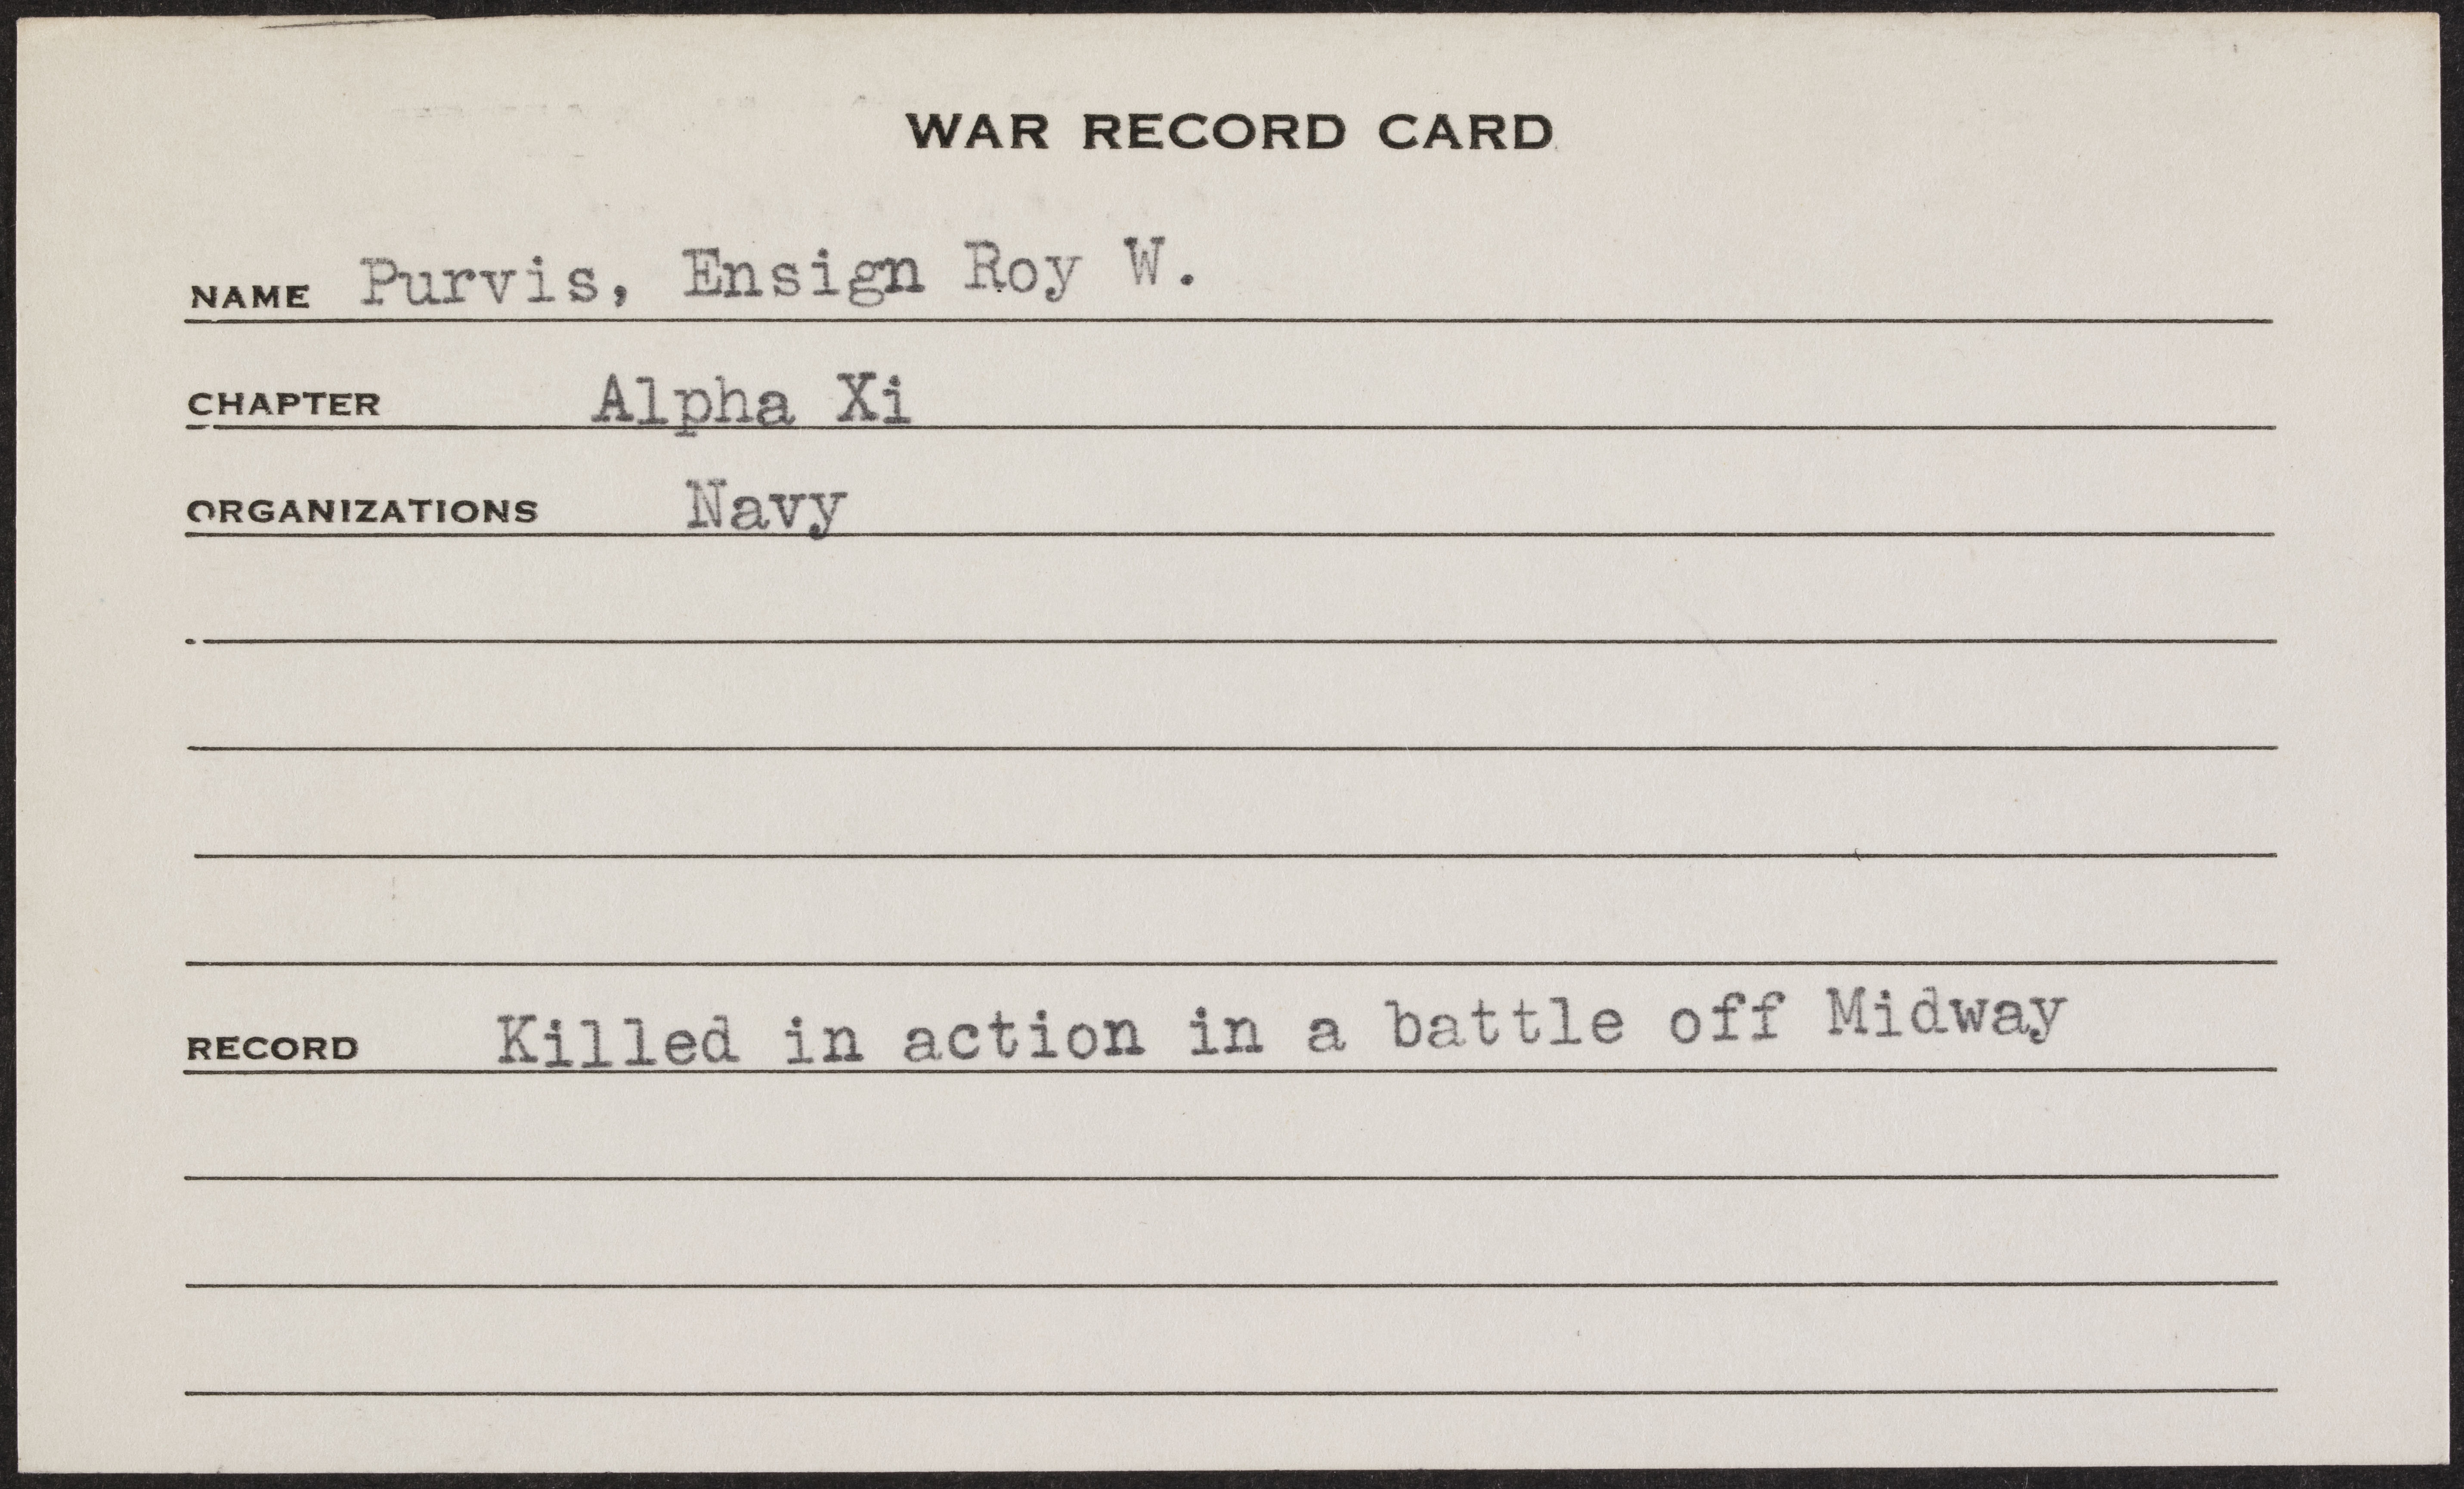 WAR RECORD CARD
NAME Purvis, Ensign Roy W.
CHAPTER Alpha Xi
ORGANIZATIONS Navy
RECORD Killed in action in a battle off Midway